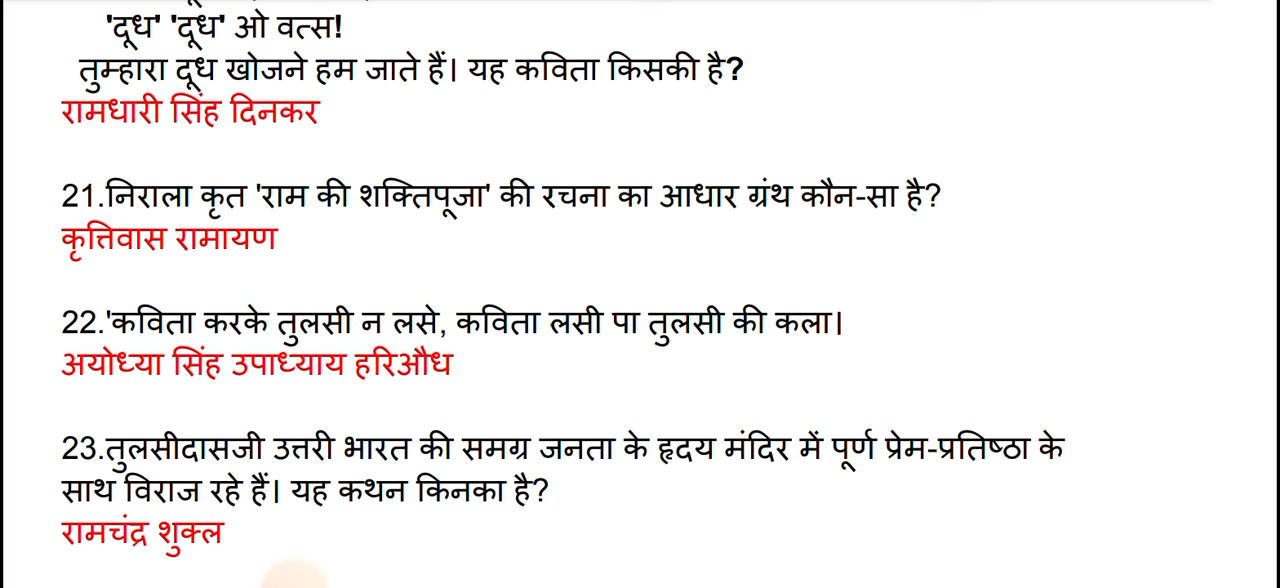 'दूध' 'दूध' ओ वत्स!
तुम्हारा दूध खोजने हम जाते हैं। यह कविता किसकी है?
रामधारी सिंह दिनकर
21.निराला कृत 'राम की शक्तिपूजा' की रचना का आधार ग्रंथ कौन-सा है?
कृत्तिवास रामायण
22.'कविता करके तुलसी न लसे, कविता लसी पा तुलसी की कला।
अयोध्या सिंह उपाध्याय हरिऔध
23.तुलसीदासजी उत्तरी भारत की समग्र जनता के हृदय मंदिर में पूर्ण प्रेम-प्रतिष्ठा के
साथ विराज रहे हैं। यह कथन किनका है?
रामचंद्र शुक्ल